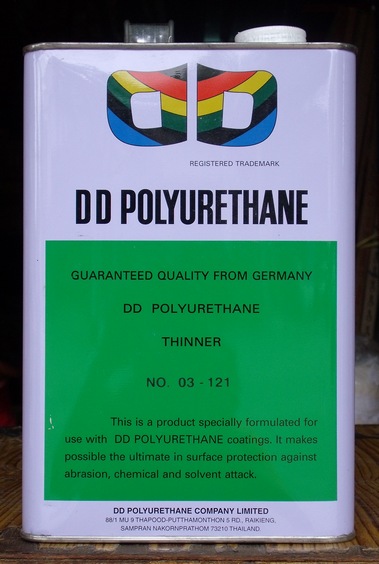 REGISTERED TRADEMARK
DD POLYURETHANE
GUARANTEED QUALITY FROM GERMANY
DD POLYURETHANE
THINNER
NO. 03 - 121
This is a product specially formulated for
use with DD POLYURETHANE coatings. It makes
possible the ultimate in surface protection against
abrasion, chemical and solvent attack.
DD POLYURETHANE COMPANY LIMITED
88/1 MU 9 THAPOOD-PUTTHAMONTHON 5 RD., RAIKIENG,
SAMPRAN NAKORNPRATHOM 73210 THAILAND.